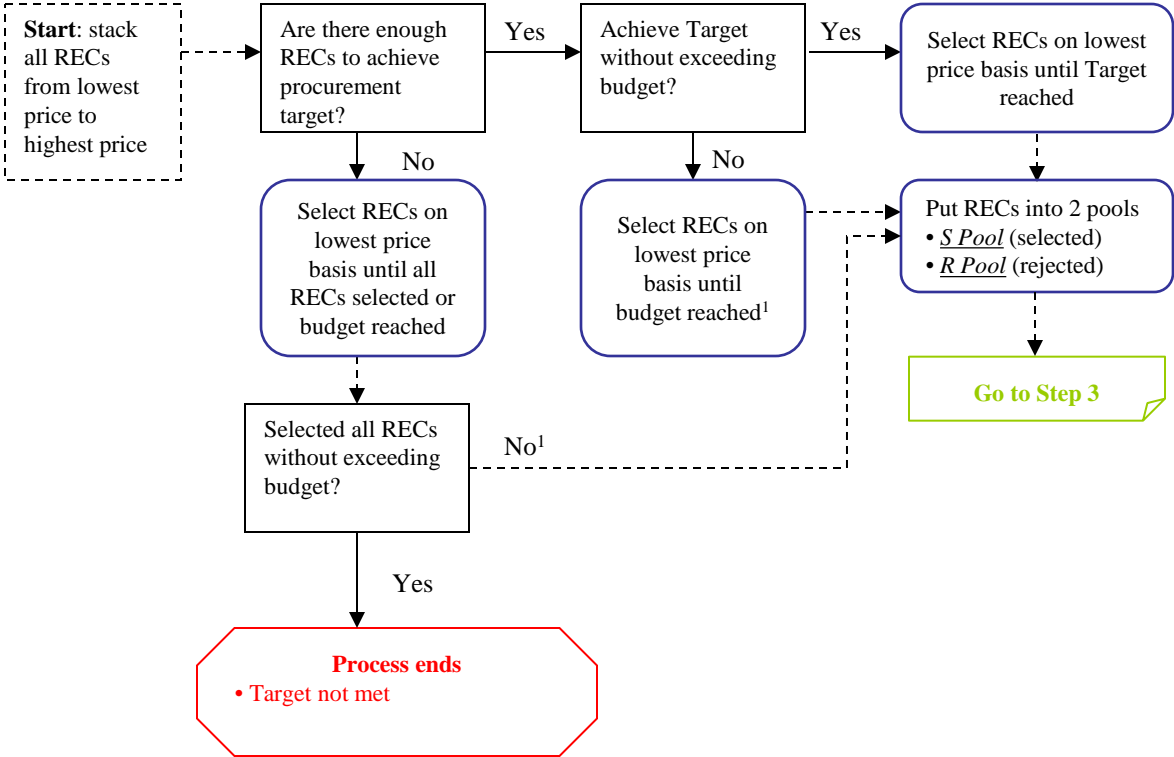 Start: stack
all RECs
from lowest
price to
highest price
Are there enough
RECs to achieve
procurement
target?
Yes
Achieve Target
without exceeding
budget?
Yes
Select RECs on lowest
price basis until Target
reached
No
No
Select RECs on
lowest price
basis until all
RECs selected or
budget reached
Select RECs on
lowest price
basis until
budget reached¹
Put RECs into 2 pools
• S Pool (selected)
• R Pool (rejected)
Go to Step 3
Selected all RECs
without exceeding
budget?
No¹
Yes
Process ends
• Target not met